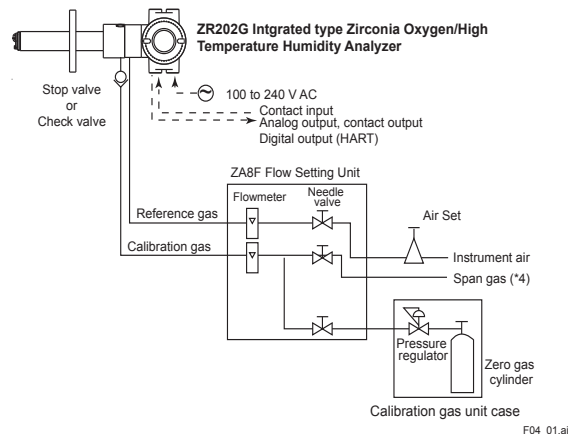 ZR202G Intgrated type Zirconia Oxygen/High
Temperature Humidity Analyzer
Stop valve
or
Check valve
100 to 240 V AC
Contact input
Analog output, contact output
Digital output (HART)
ZA8F Flow Setting Unit
Flowmeter
Needle
valve
Air Set
Reference gas
Calibration gas
Instrument air
Span gas (*4)
Pressure
regulator
Zero gas
cylinder
Calibration gas unit case
F04_01.ai